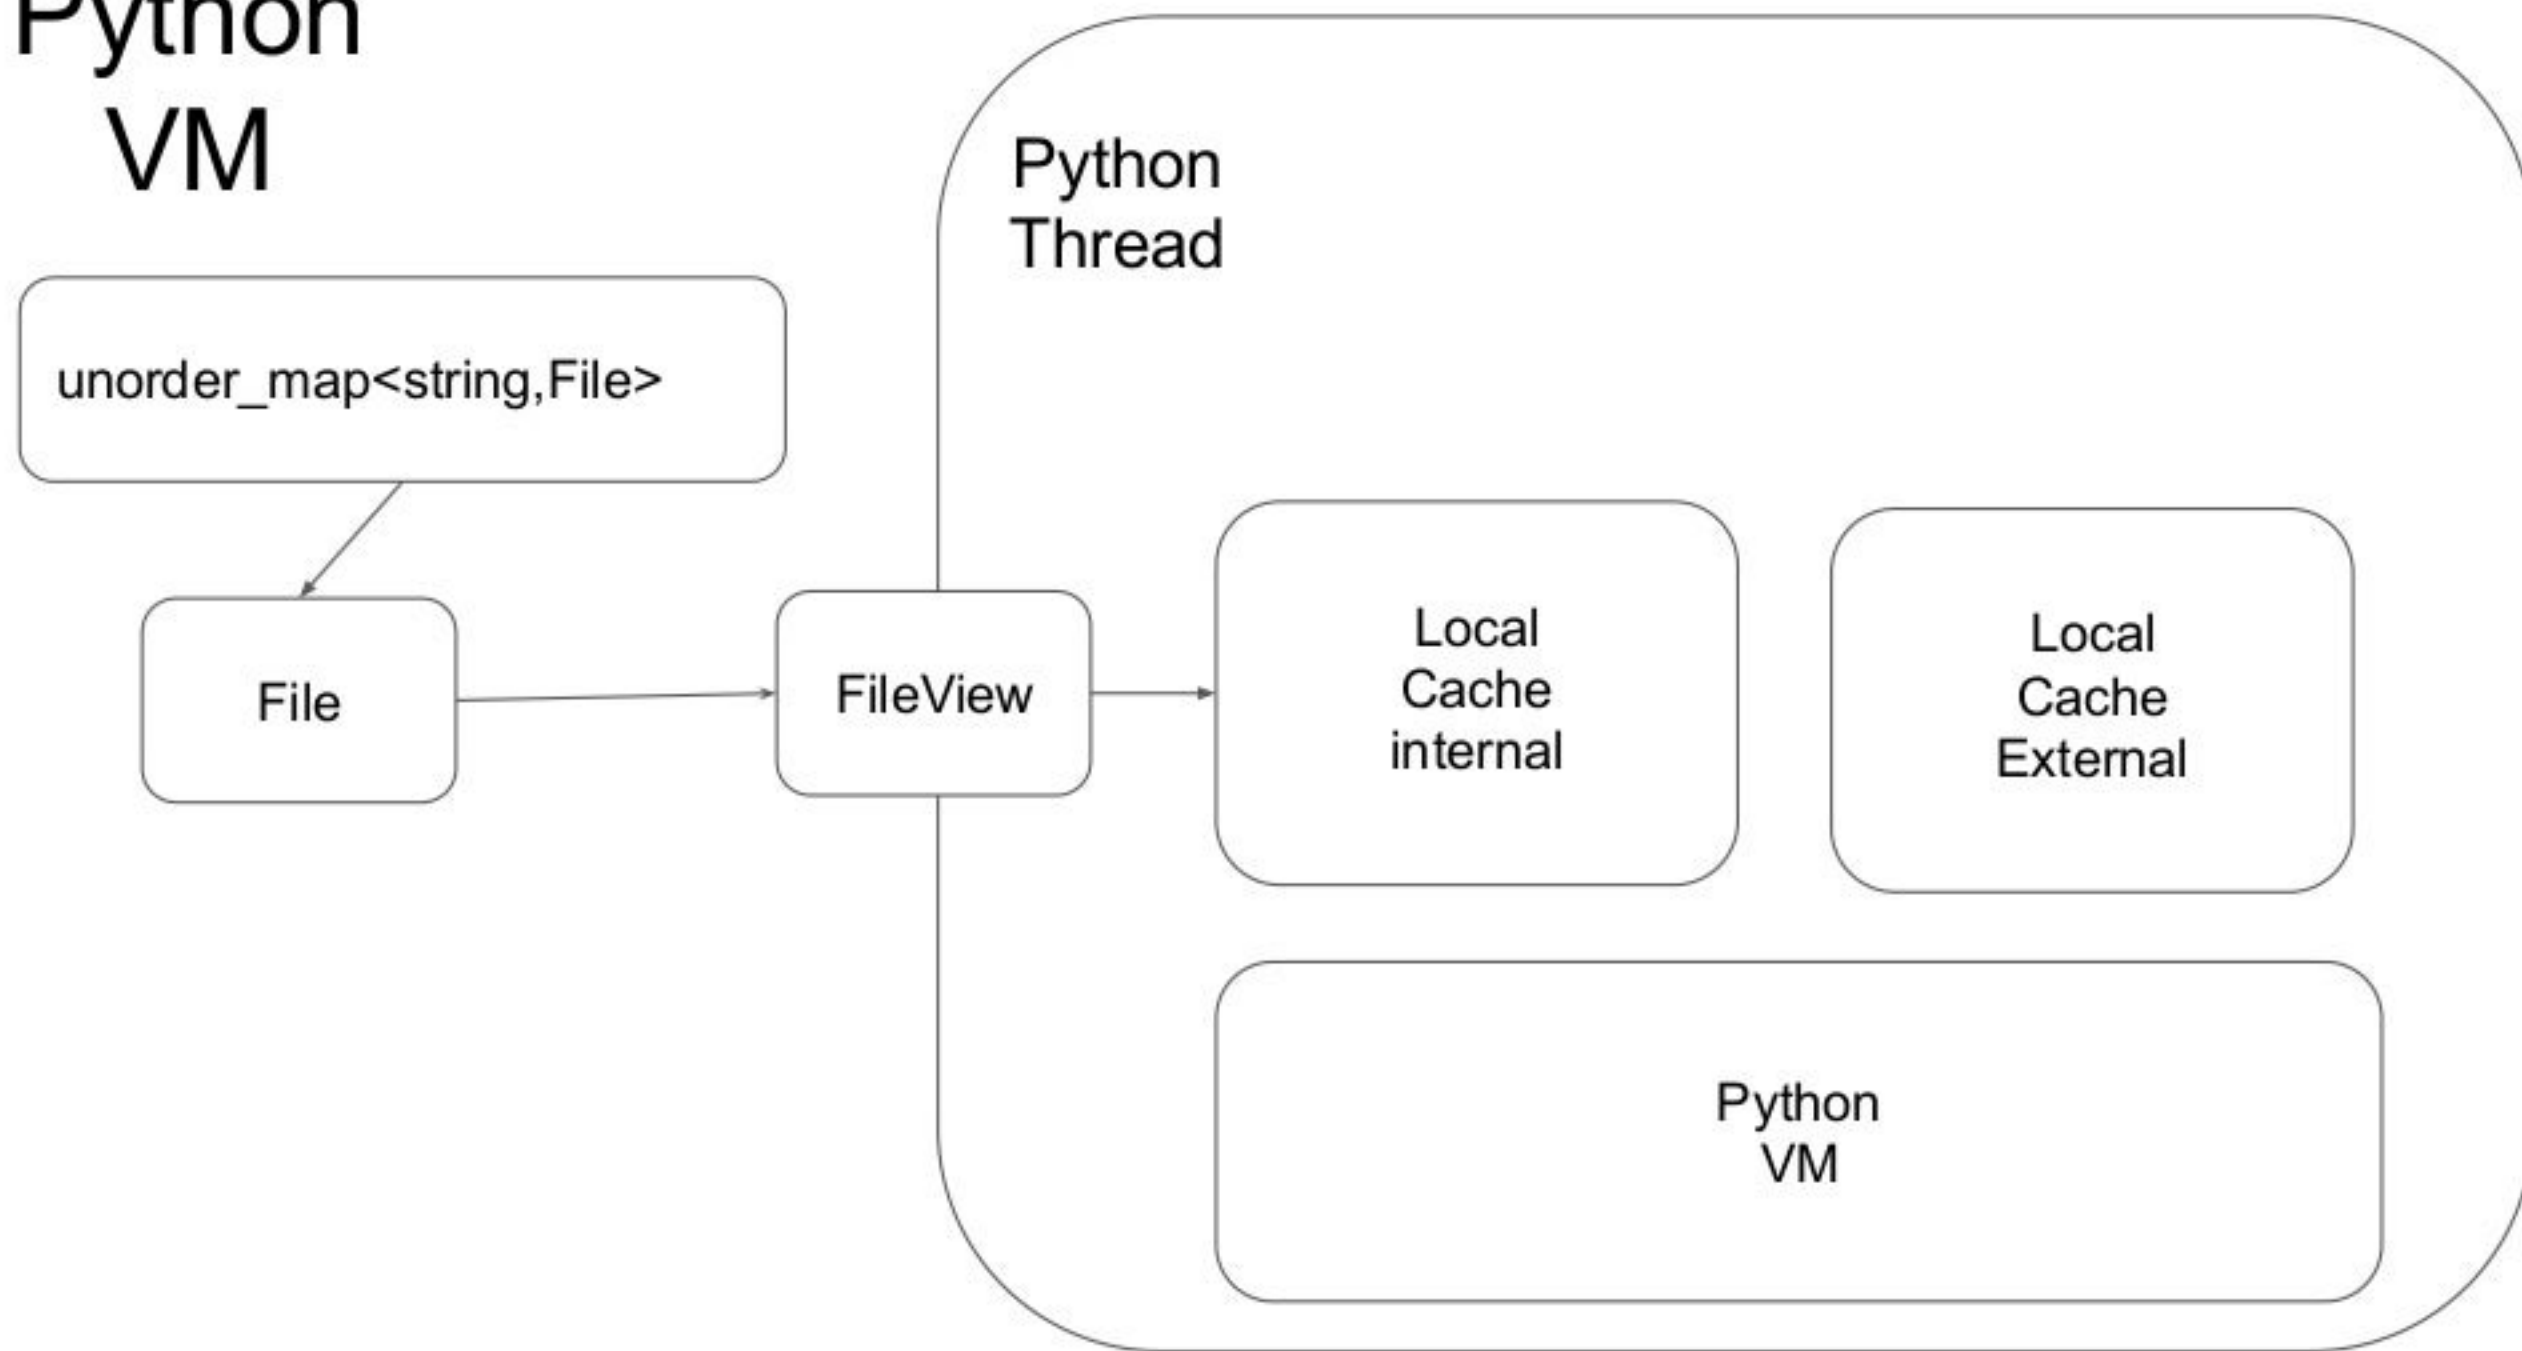 Python
VM
Python
Thread
unorder_map<string,File>
File
FileView
Local
Cache
internal
Local
Cache
External
Python
VM